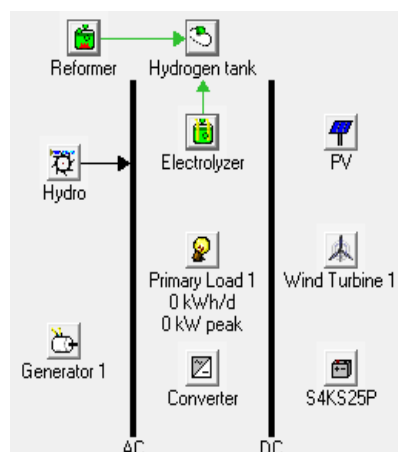 Reformer
Hydrogen tank
Electrolyzer
PV
Hydro
Primary Load 1
0 kWh/d
0 kW peak
Wind Turbine 1
Generator 1
Converter
S4KS25P
AC
DC